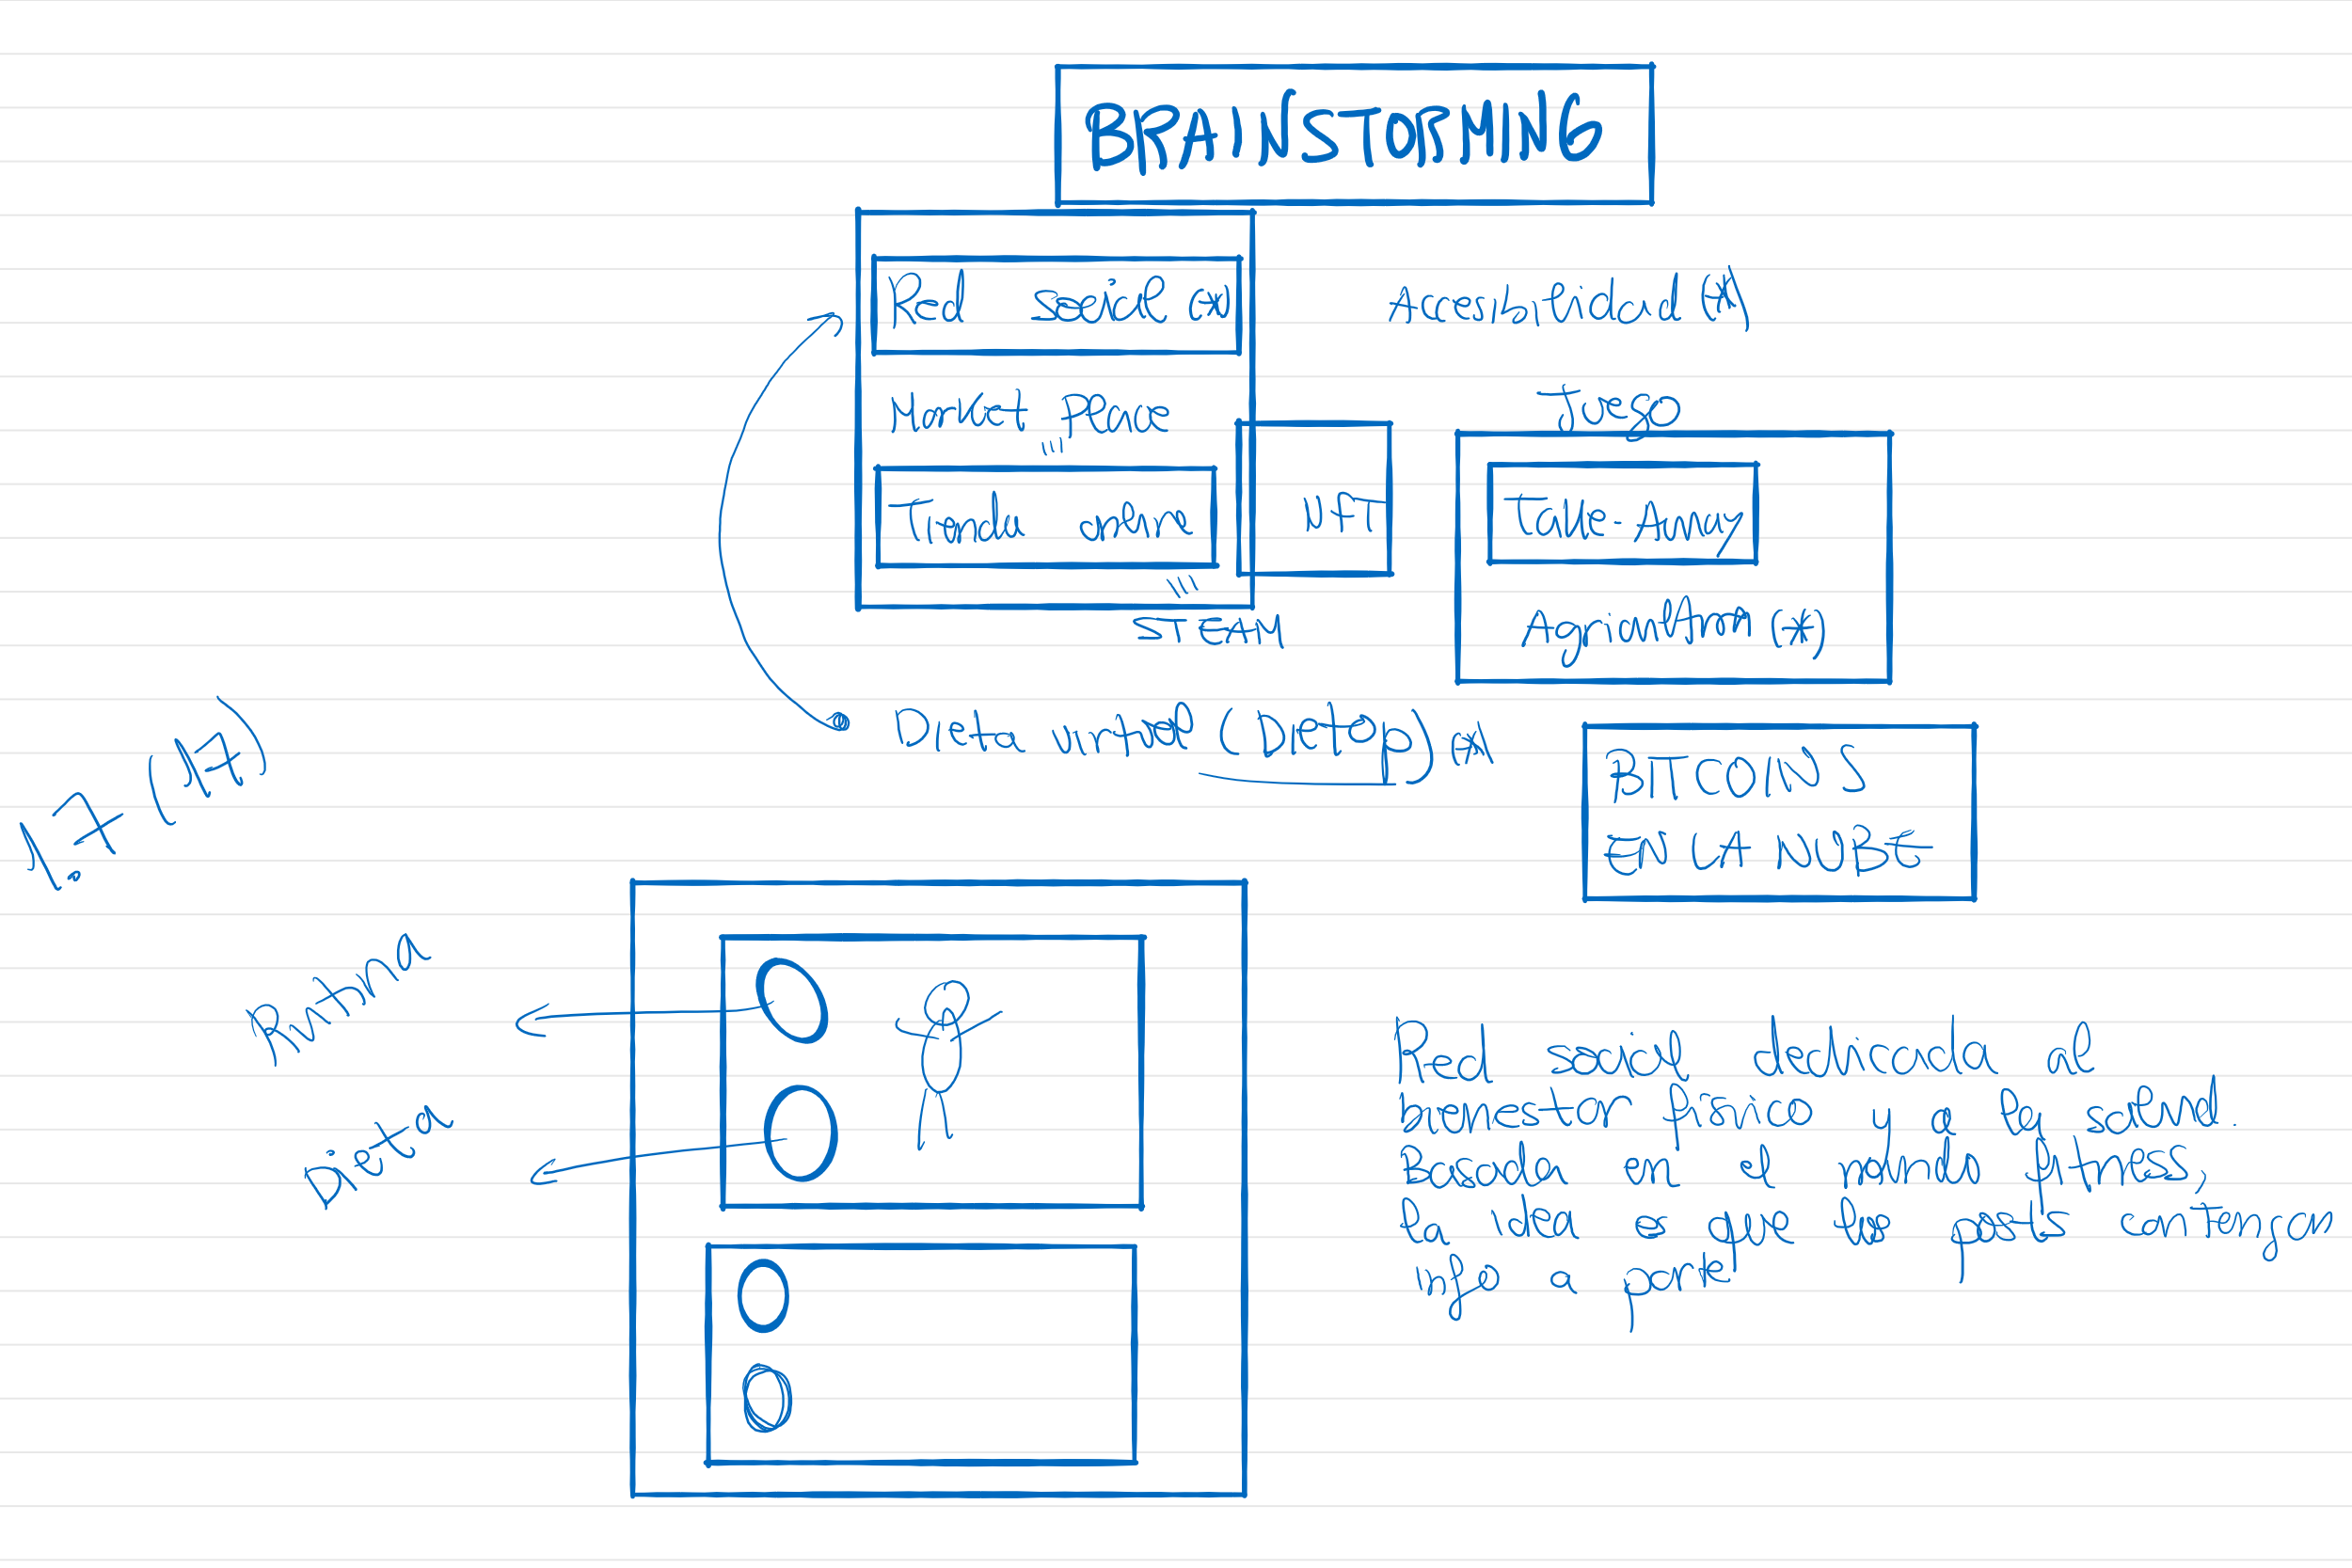 BRAINSTORMING
Red social (*
Accesibilidad (*)
Market Place
Juego
Tienda online
NFT
Take-Away
STEAM
(*)
Dieta virtual (Dietop) (*
1.7 (17)
BITCOINS
EN LA NUBE
Rutina
Dieta
Red social dedicada al
bienestar físico y a la salud.
Basada en el mundo fitness,
la idea es que los posts contengan
info a parte